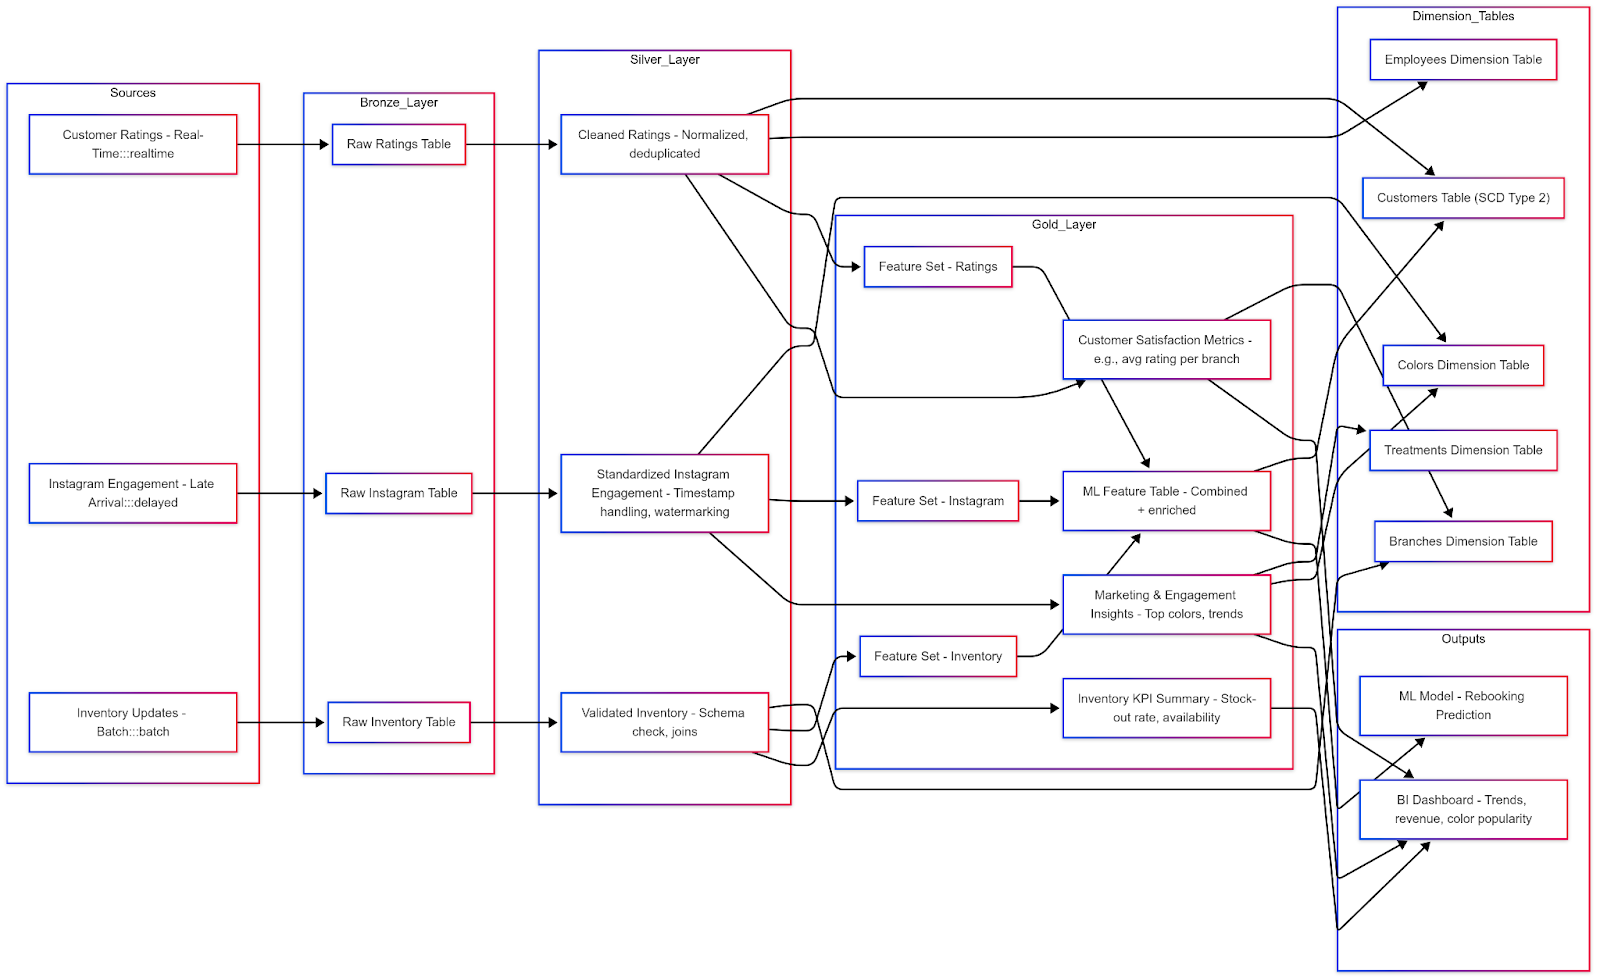 Sources
Customer Ratings - Real-
Time:::realtime
Instagram Engagement - Late
Arrival:::delayed
Inventory Updates -
Batch:::batch
Bronze_Layer
Raw Ratings Table
Raw Instagram Table
Raw Inventory Table
Silver_Layer
Cleaned Ratings - Normalized,
deduplicated
Standardized Instagram
Engagement - Timestamp
handling, watermarking
Validated Inventory - Schema
check, joins
Gold_Layer
Feature Set - Ratings
Customer Satisfaction Metrics -
e.g., avg rating per branch
Feature Set - Instagram
ML Feature Table - Combined
+ enriched
Marketing & Engagement
Insights - Top colors, trends
Feature Set - Inventory
Inventory KPI Summary - Stock-
out rate, availability
Dimension_Tables
Employees Dimension Table
Customers Table (SCD Type 2)
Colors Dimension Table
Treatments Dimension Table
Branches Dimension Table
Outputs
ML Model - Rebooking
Prediction
BI Dashboard - Trends,
revenue, color popularity